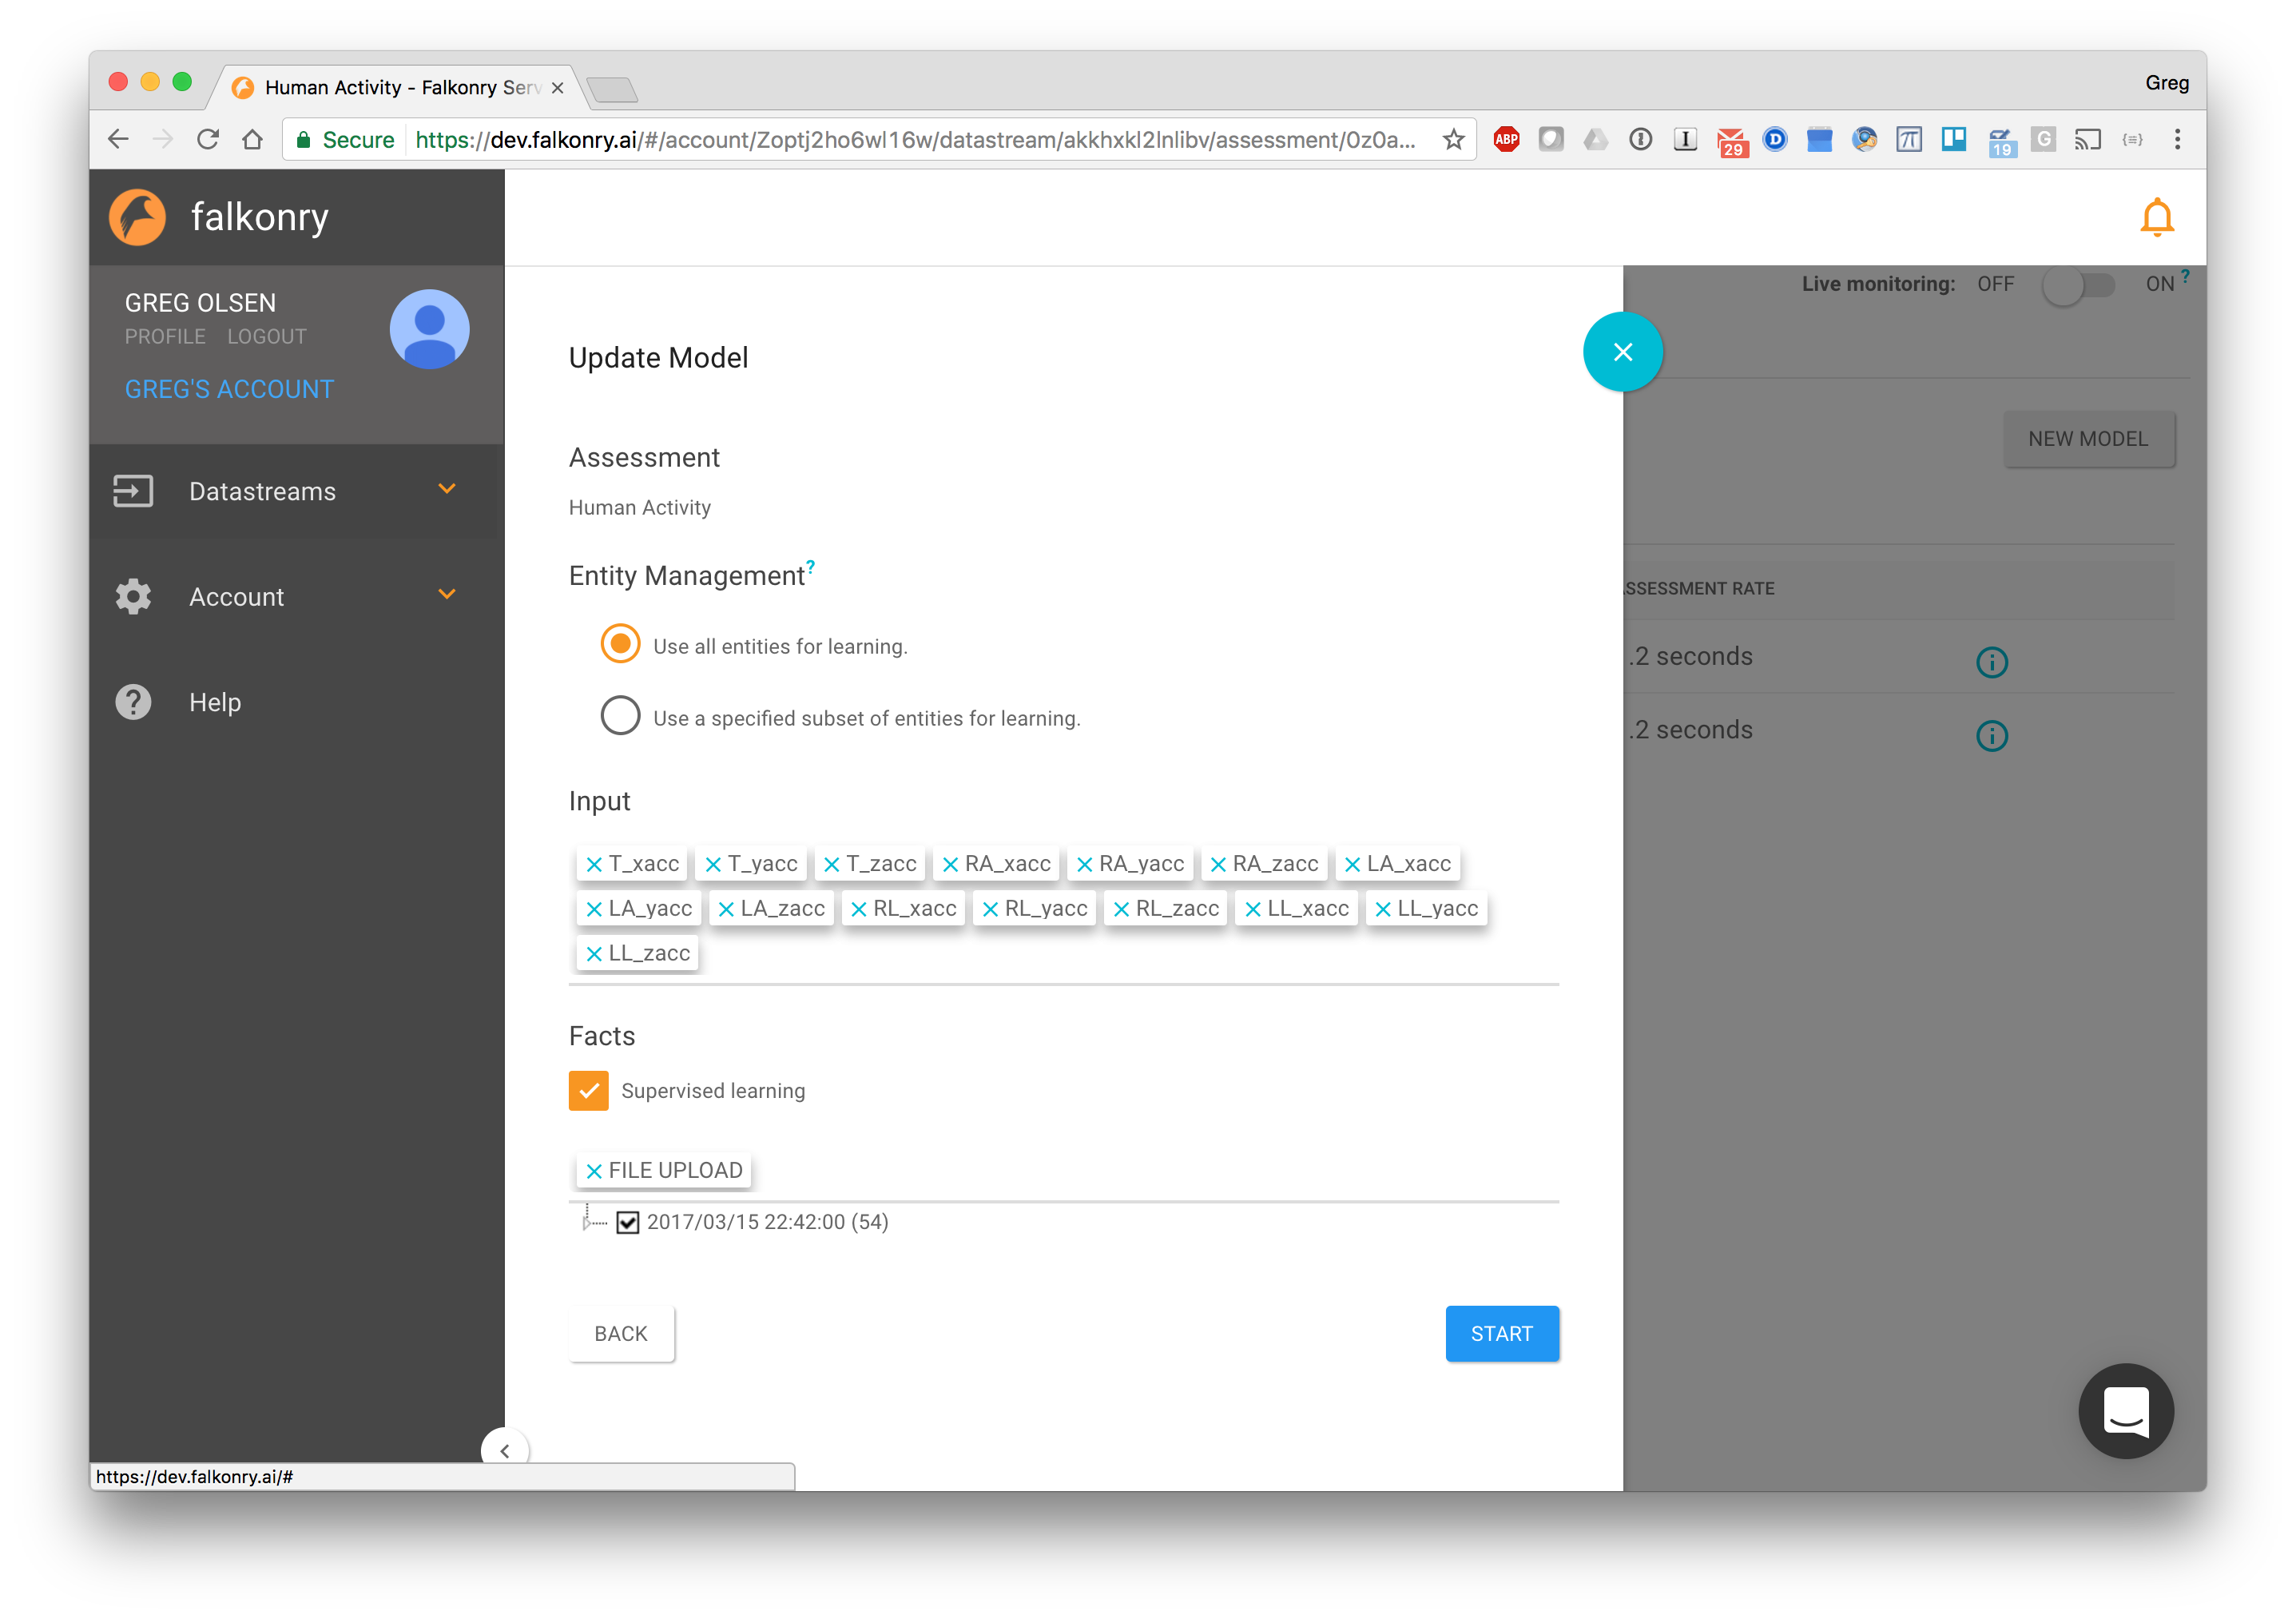 Human Activity - Falkonry Serv
Greg
Secure https://dev.falkonry.ai/#/account/Zoptj2ho6wl16w/datastream/akkhxkl2lnlibv/assessment/0z0a...
ABP
29
D
19
G
falkonry
GREG OLSEN
PROFILE LOGOUT
GREG'S ACCOUNT
Datastreams
Account
Help
Live monitoring: OFF ON ?
Update Model
NEW MODEL
Assessment
Human Activity
Entity Management?
Use all entities for learning.
Use a specified subset of entities for learning.
SSESSMENT RATE
.2 seconds
.2 seconds
Input
T_xacc T_yacc T_zacc RA_xacc RA_yacc RA_zacc LA_xacc
LA_yacc LA_zacc RL_xacc RL_yacc RL_zacc LL_xacc LL_yacc
LL_zacc
Facts
Supervised learning
FILE UPLOAD
2017/03/15 22:42:00 (54)
BACK
START
https://dev.falkonry.ai/#